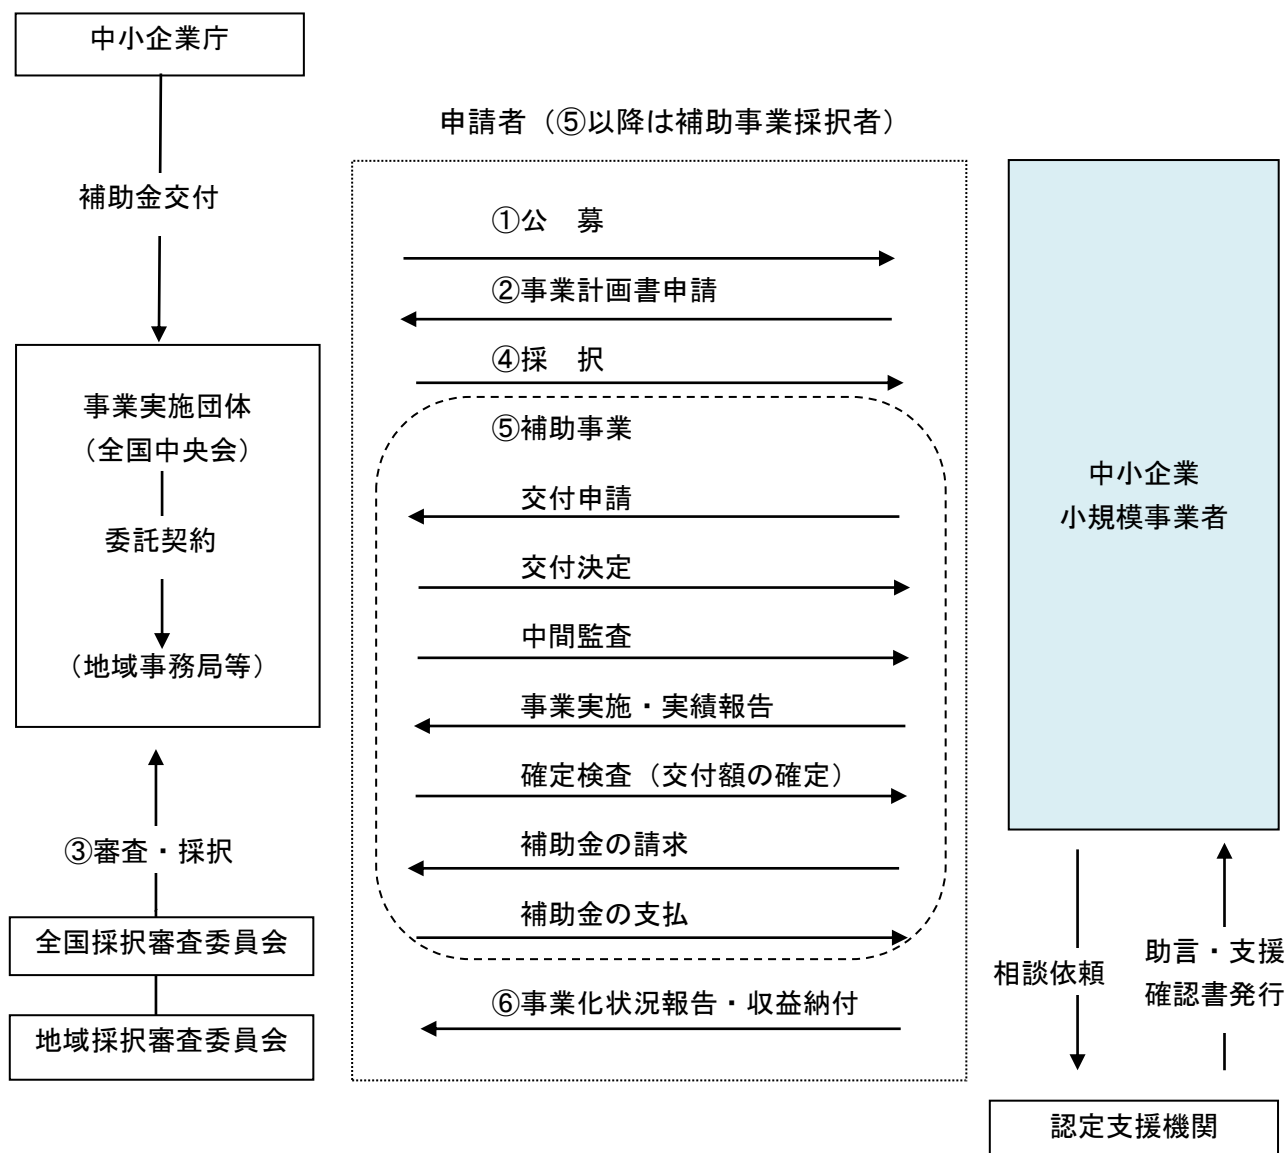 中小企業庁
補助金交付
事業実施団体
（全国中央会）
委託契約
（地域事務局等）
③審査・採択
全国採択審査委員会
地域採択審査委員会
申請者（⑤以降は補助事業採択者）
①公　募
②事業計画書申請
④採　択
⑤補助事業
交付申請
交付決定
中間監査
事業実施・実績報告
確定検査（交付額の確定）
補助金の請求
補助金の支払
⑥事業化状況報告・収益納付
中小企業
小規模事業者
相談依頼
助言・支援
確認書発行
認定支援機関